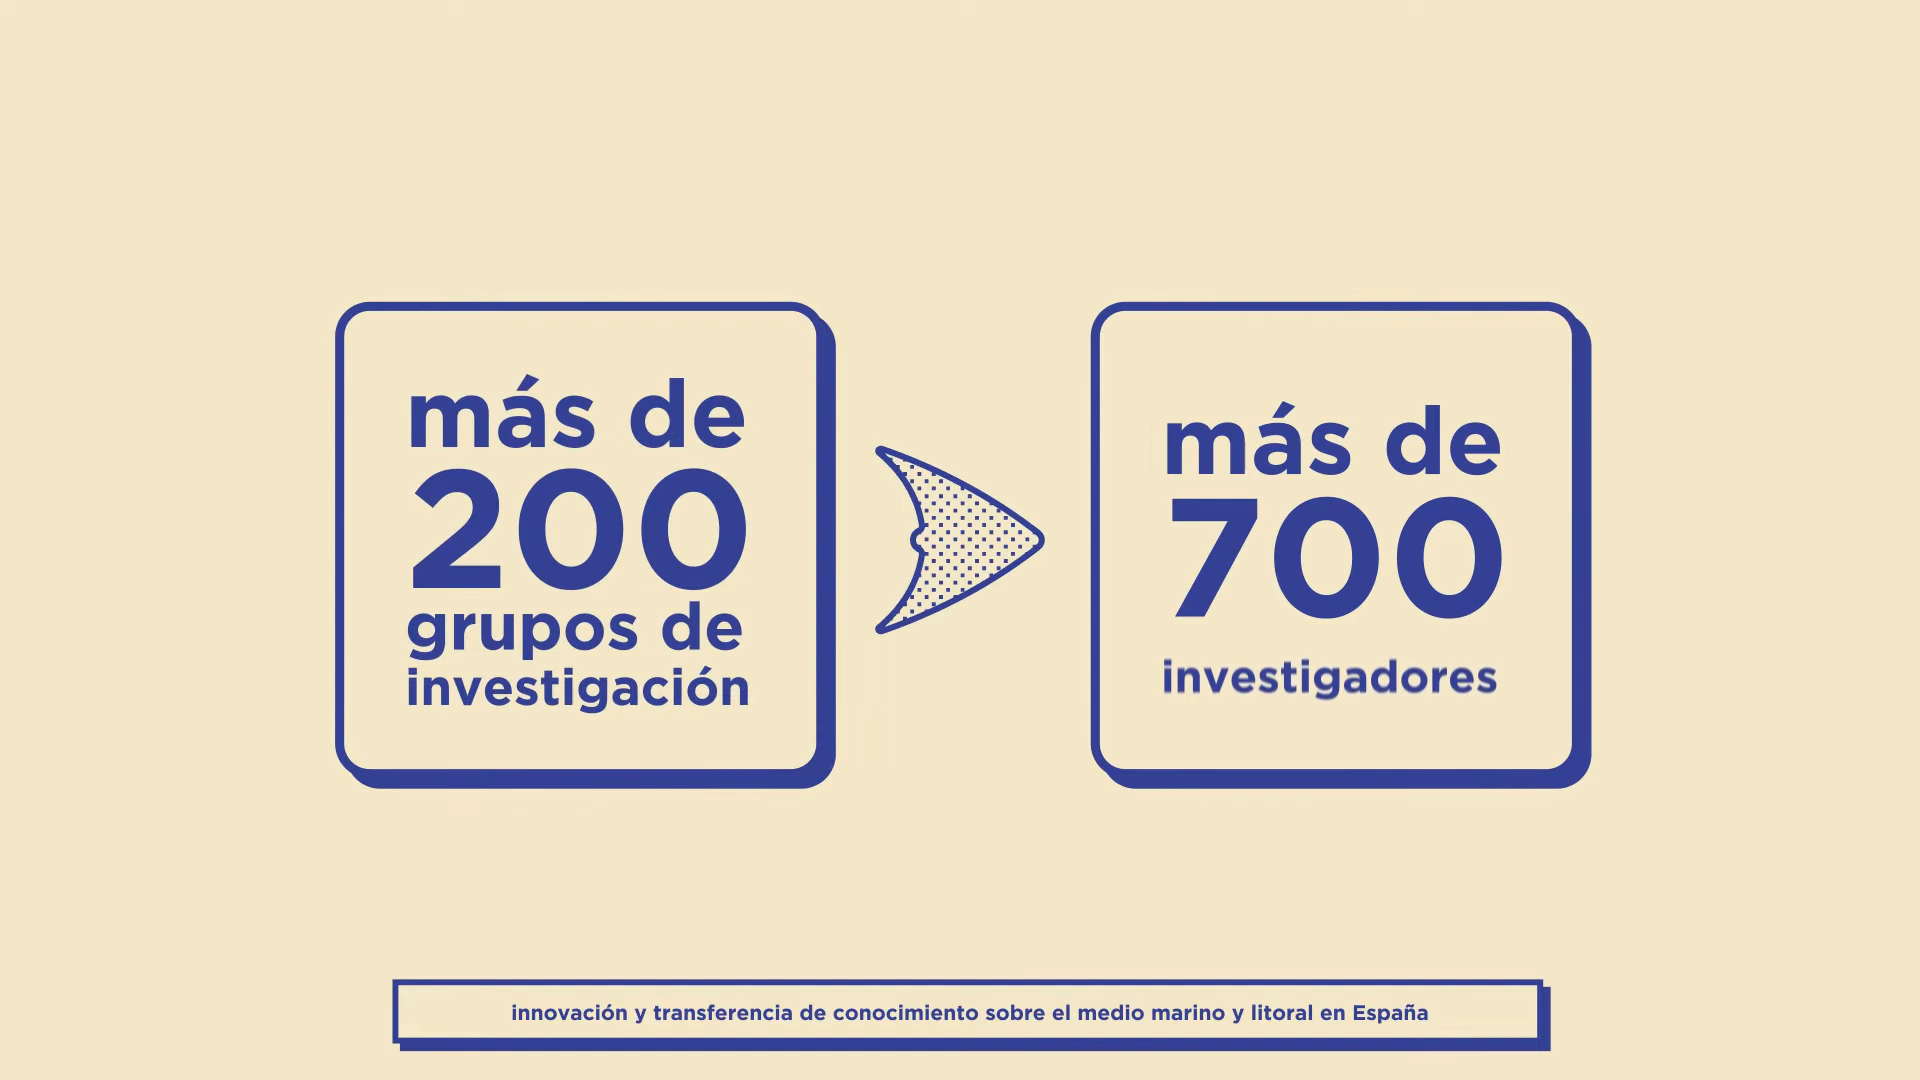 más de
200
grupos de
investigación
más de
700
investigadores
innovación y transferencia de conocimiento sobre el medio marino y litoral en España